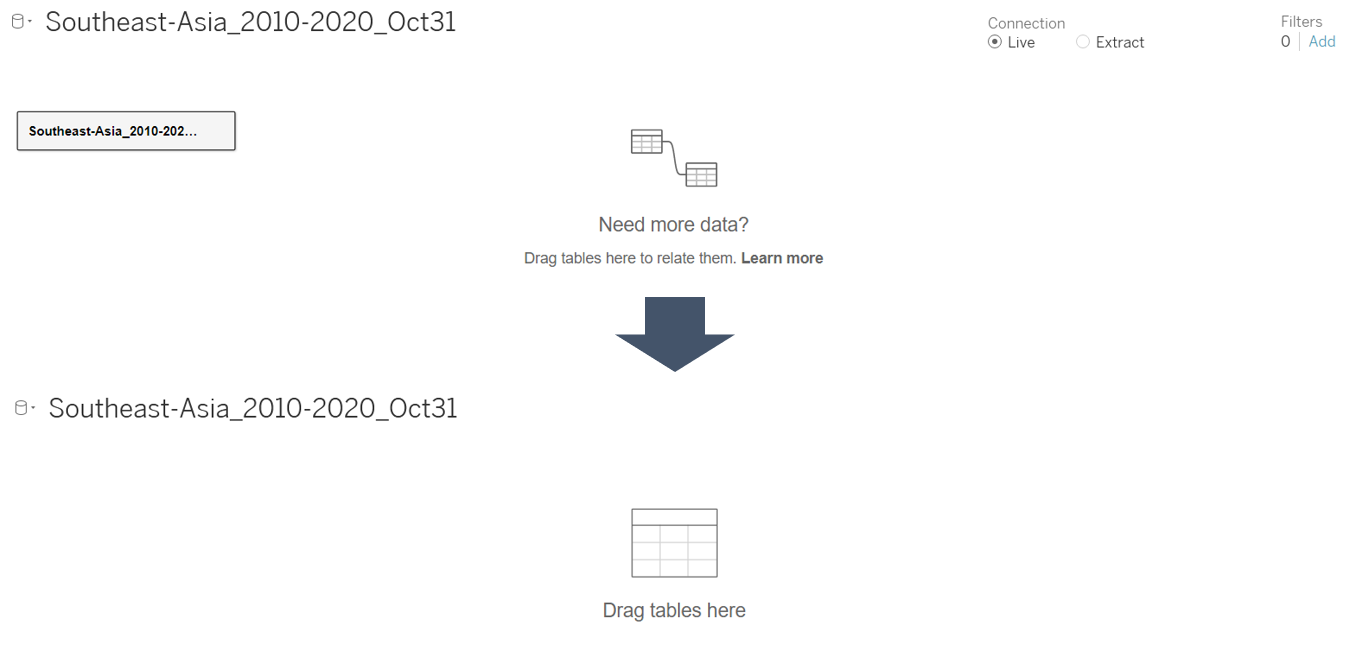 Southeast-Asia_2010-2020_Oct31
Connection
Live
Extract
Filters
0
Add
Southeast-Asia_2010-202...
Need more data?
Drag tables here to relate them. Learn more
Southeast-Asia_2010-2020_Oct31
Drag tables here